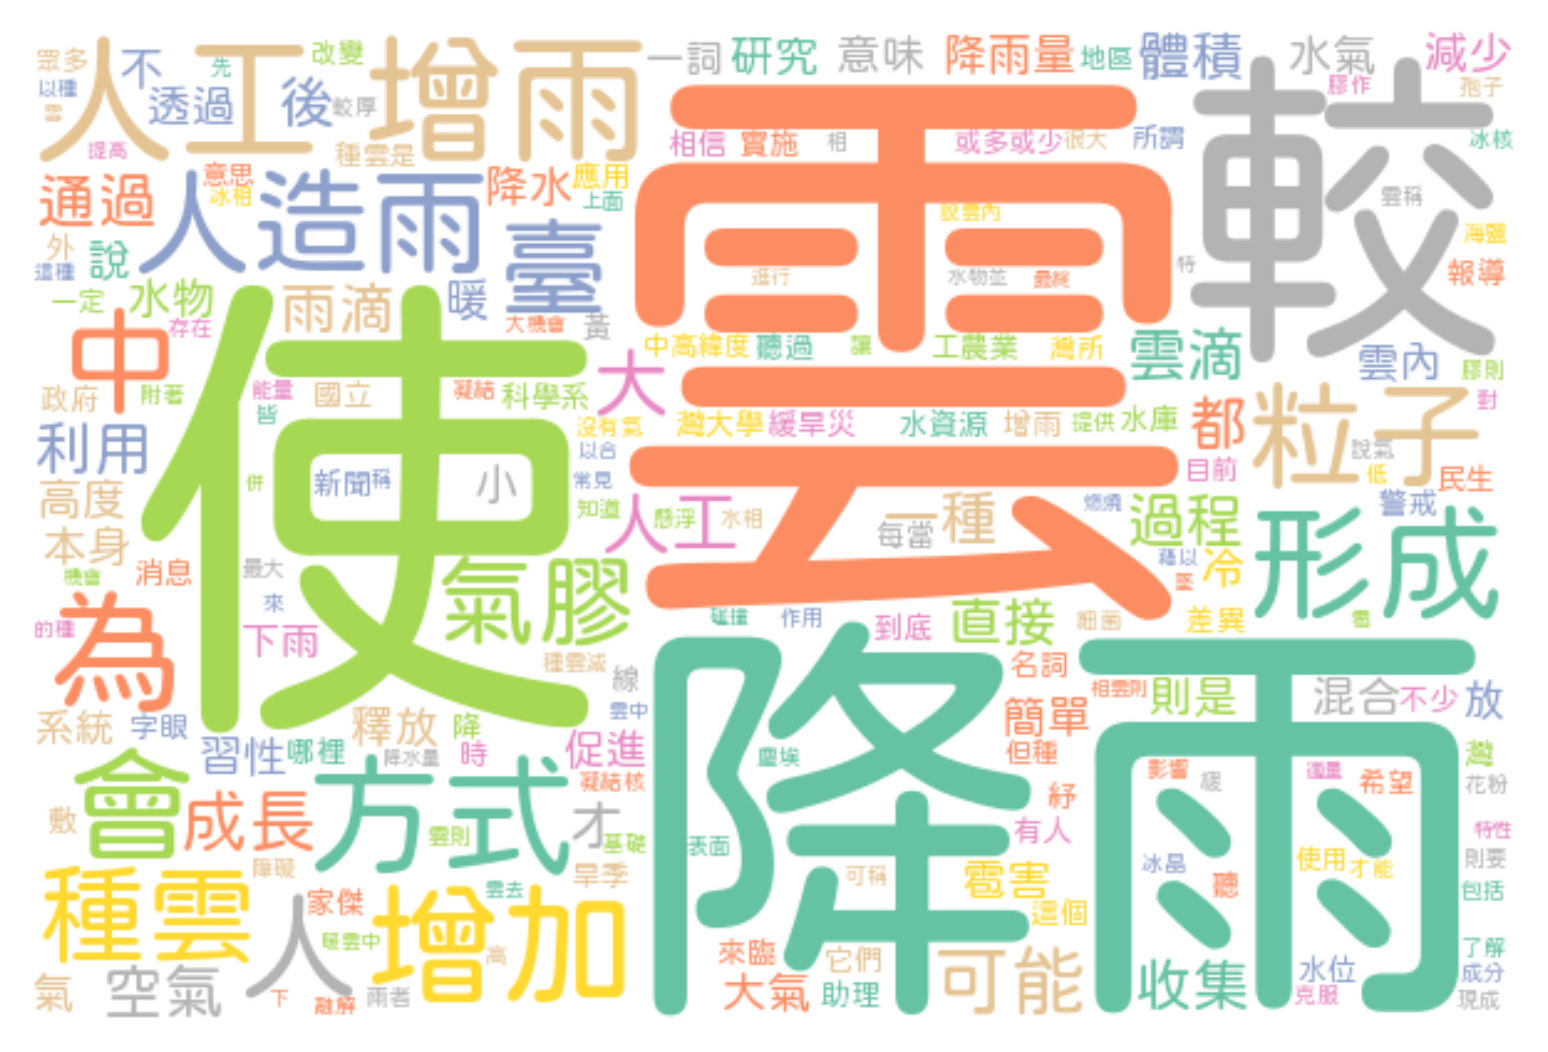 眾多
人工增雨
不
先
改變
一詞
研究
意味
降雨量
地區
體積
水氣
減少
以種
透過
後
較厚
膠作
孢子
提高
種雲是
相信
實施
相
或多或少
很大
所謂
冰核
雲
較
通過
意思
冰相
人造雨
降水
應用
上面
說雲內
雲稱
外
這種
說
臺
進行
水物並
最終
特
海鹽
報導
一定
水物
存在
雨滴
暖
大機會
黃
中高緯度
聽過
讓
工農業
灣所
雲滴
雲內
膠則
中
使
政府
附著
能量
皆
國立
凝結
科學系
大
都
粒子
對
利用
沒有氣
灣大學
緩旱災
水資源
增雨
提供
水庫
說氣
高度
併
新聞
稱
小
以合
常見
目前
低
民生
本身
知道
人工
懸浮
水相
每當
一種
燃燒
過程
警戒
形成
機會
消息
最大
來
氣膠
藉以
冷
為
的種
下雨
碰撞
作用
到底
直接
細菌
差異
雹
種雲減
線
降雨
名詞
相雲則
則是
混合
不少
放
系統
字眼
釋放
降
雲中
簡單
習性
哪裡
降水量
時
促進
塵埃
但種
影響
緩
適量
希望
灣
花粉
會
敷
成長
方式
雲則
凝結核
才
基礎
表面
紓
有人
特性
障礙
旱季
可稱
雹害
冰晶
聽
使用
才能
則要
包括
種雲
家傑
人
雲去
增加
暖雲中
高
這個
來臨
它們
可能
收集
水位
了解
成分
氣
空氣
下
融解
雨者
大氣
助理
克服
現成